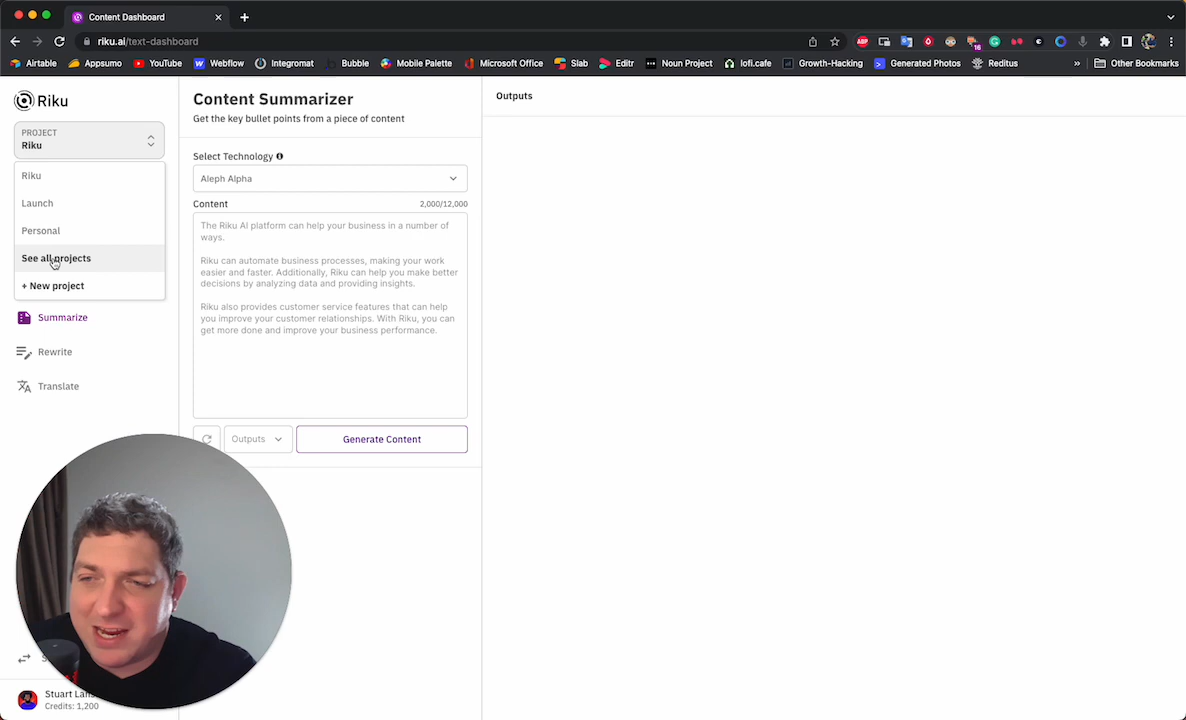 Content Dashboard
riku.ai/text-dashboard
16
Airtable
Appsumo
YouTube
Webflow
Integromat
Bubble
Mobile Palette
Microsoft Office
Slab
Editr
Noun Project
lofi.cafe
Growth-Hacking
Generated Photos
Reditus
»
Other Bookmarks
Riku
PROJECT
Riku
Riku
Launch
Personal
See all projects
+ New project
Summarize
Rewrite
Translate
Credits: 1,200
Stuart
Content Summarizer
Get the key bullet points from a piece of content
Select Technology
Aleph Alpha
Content
2,000/12,000
The Riku AI platform can help your business in a number of
ways.
Riku can automate business processes, making your work
easier and faster. Additionally, Riku can help you make better
decisions by analyzing data and providing insights.
Riku also provides customer service features that can help
you improve your customer relationships. With Riku, you can
get more done and improve your business performance.
Outputs
Generate Content
Outputs